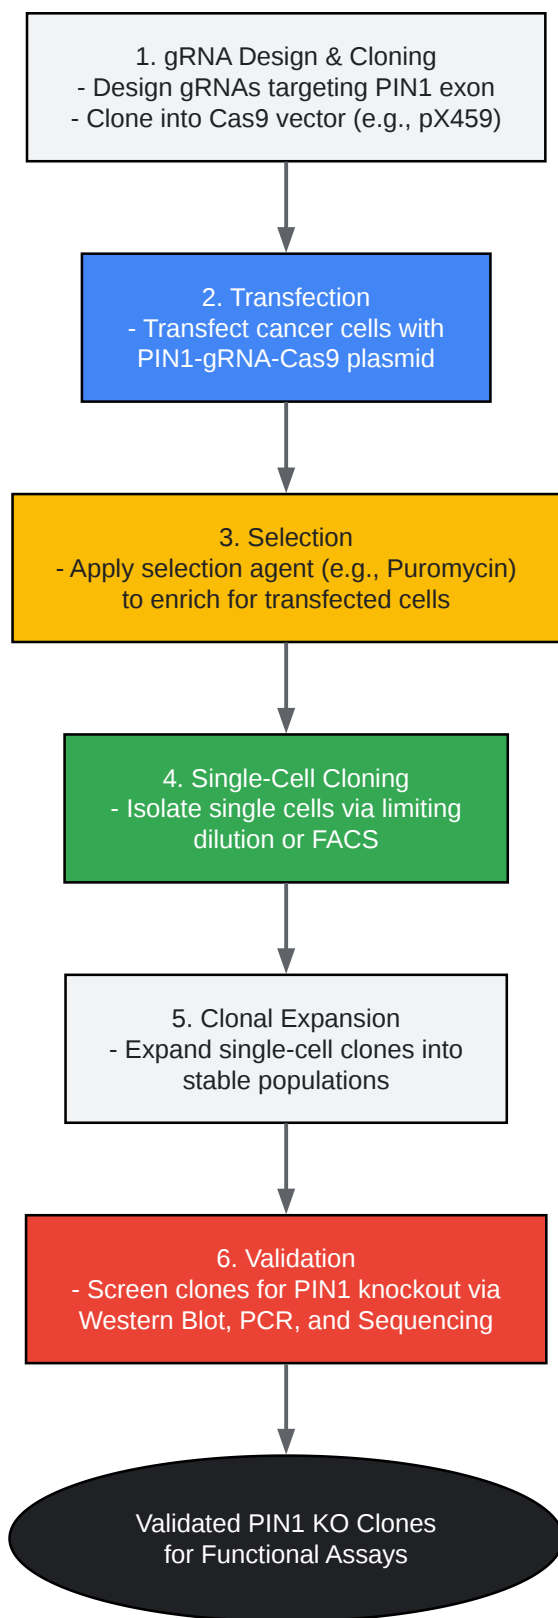 1. gRNA Design & Cloning
- Design gRNAs targeting PIN1 exon
- Clone into Cas9 vector (e.g., pX459)
2. Transfection
- Transfect cancer cells with
PIN1-gRNA-Cas9 plasmid
3. Selection
- Apply selection agent (e.g., Puromycin)
to enrich for transfected cells
4. Single-Cell Cloning
- Isolate single cells via limiting
dilution or FACS
5. Clonal Expansion
- Expand single-cell clones into
stable populations
6. Validation
- Screen clones for PIN1 knockout via
Western Blot, PCR, and Sequencing
Validated PIN1 KO Clones
for Functional Assays